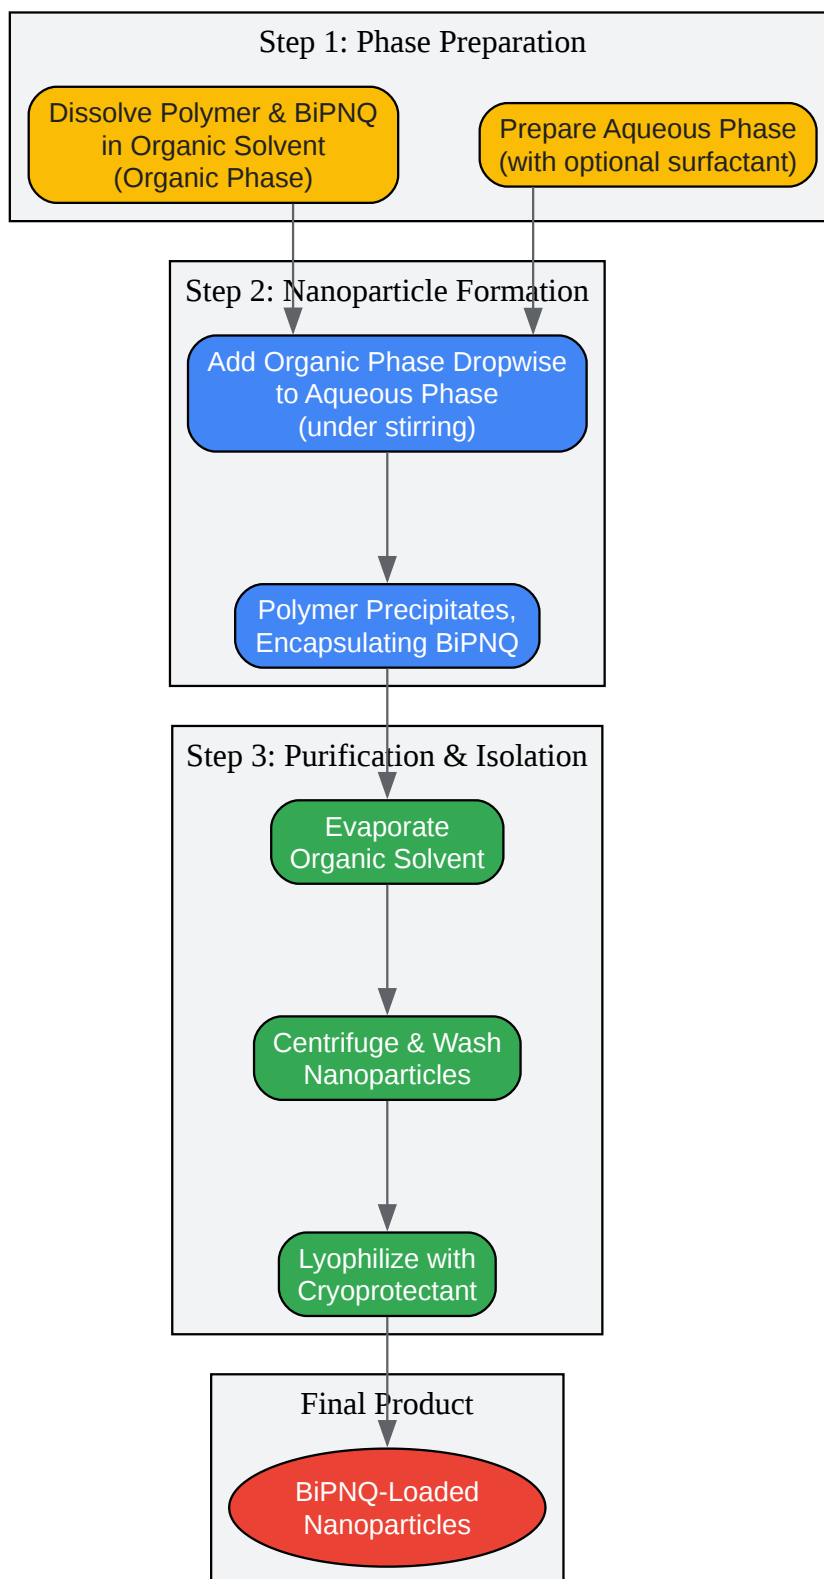 Step 1: Phase Preparation
Dissolve Polymer & BiPNQ
in Organic Solvent
(Organic Phase)
Prepare Aqueous Phase
(with optional surfactant)
Step 2: Nanoparticle Formation
Add Organic Phase Dropwise
to Aqueous Phase
(under stirring)
Polymer Precipitates,
Encapsulating BiPNQ
Step 3: Purification & Isolation
Evaporate
Organic Solvent
Centrifuge & Wash
Nanoparticles
Lyophilize with
Cryoprotectant
Final Product
BiPNQ-Loaded
Nanoparticles